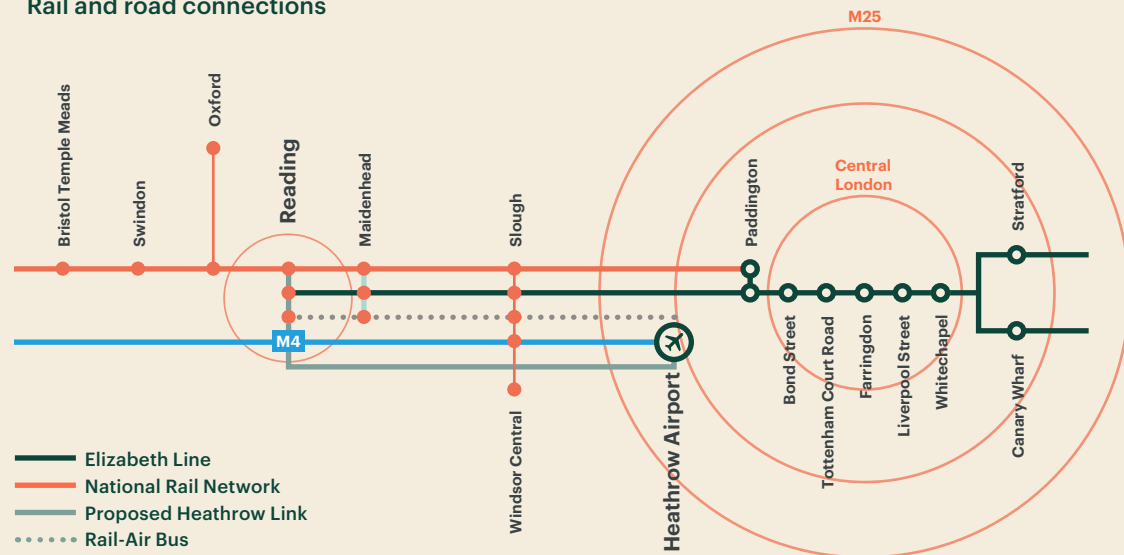 Rail and road connections
M25
Central
London
Bristol Temple Meads
Swindon
Oxford
Reading
Maidenhead
Slough
Paddington
Stratford
M4
Windsor Central
Heathrow Airport
Bond Street
Tottenham Court Road
Farringdon
Liverpool Street
Whitechapel
Canary Wharf
Elizabeth Line
National Rail Network
Proposed Heathrow Link
Rail-Air Bus